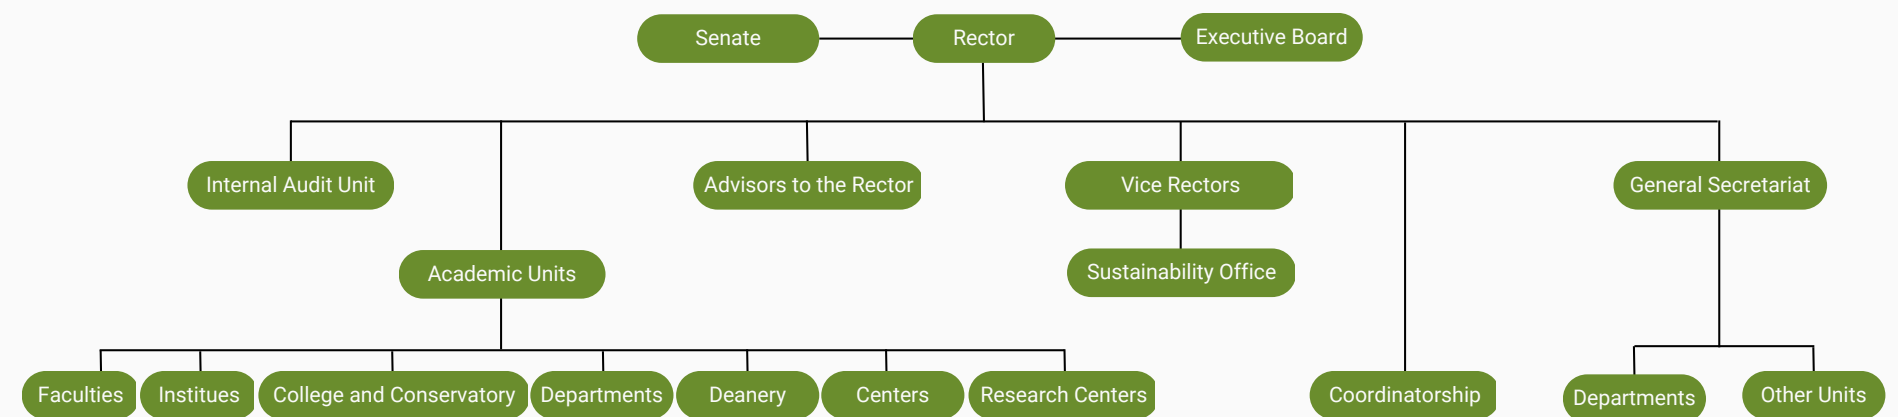 Senate
Rector
Executive Board
Internal Audit Unit
Advisors to the Rector
Vice Rectors
General Secretariat
Academic Units
Sustainability Office
Faculties
Institues
College and Conservatory
Departments
Deanery
Centers
Research Centers
Coordinatorship
Departments
Other Units